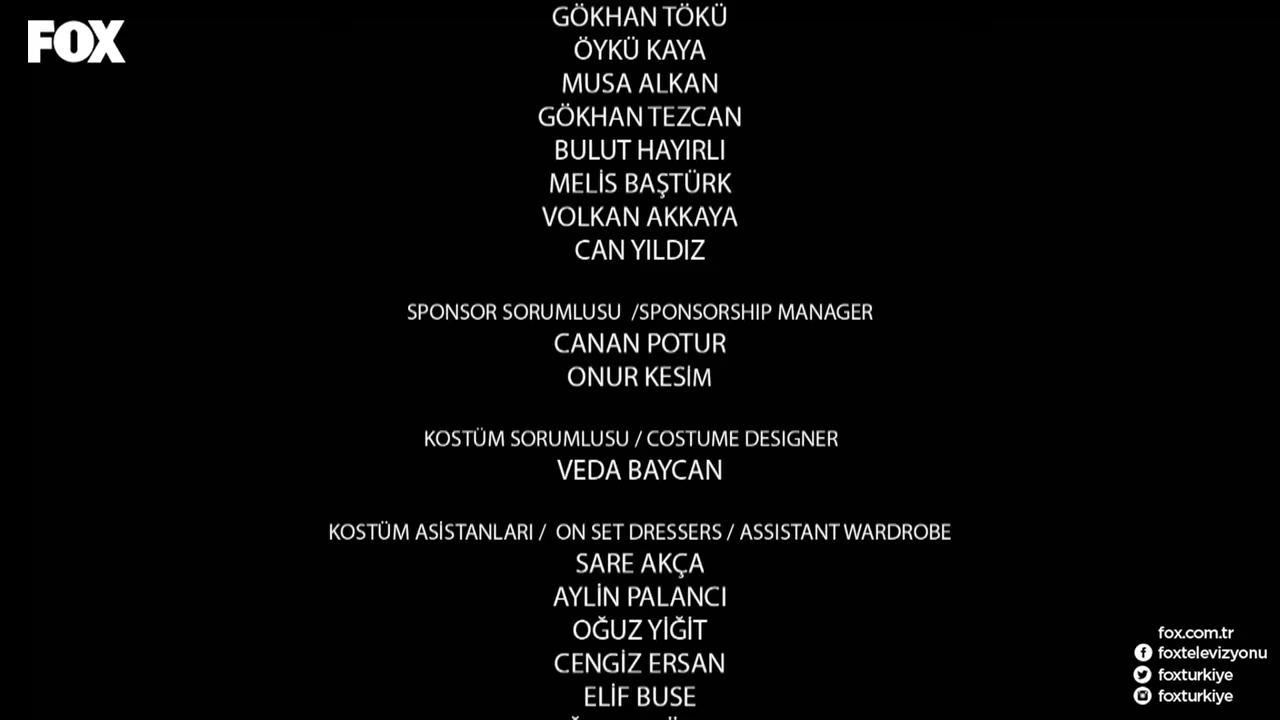 FOX
GÖKHAN TÖKÜ
ÖYKÜ KAYA
MUSA ALKAN
GÖKHAN TEZCAN
BULUT HAYIRLI
MELİS BAŞTÜRK
VOLKAN AKKAYA
CAN YILDIZ
SPONSOR SORUMLUSU /SPONSORSHIP MANAGER
CANAN POTUR
ONUR KESİM
KOSTÜM SORUMLUSU / COSTUME DESIGNER
VEDA BAYCAN
KOSTÜM ASİSTANLARI / ON SET DRESSERS / ASSISTANT WARDROBE
SARE AKÇA
AYLİN PALANCI
OĞUZ YİĞİT
CENGİZ ERSAN
ELİF BUSE
fox.com.tr
foxtelevizyonu
foxturkiye
foxturkiye